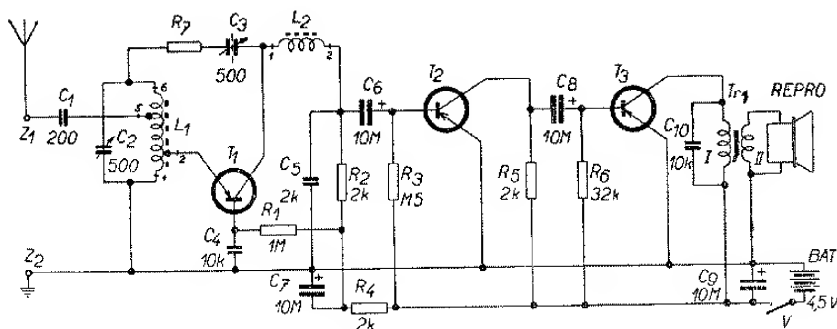 R7
C3
500
L2
1
2
C1
200
Z1
5
6
L1
C2
500
2
1
T1
C4
10k
R1
1M
C5
2k
R2
2k
C6
+
10M
R3
M5
T2
R5
2k
C8
+
10M
R6
32k
T3
Tr1
C10
10k
I
II
REPRO
Z2
C7
+
10M
R4
2k
C9
+
10M
V
BAT
4,5V